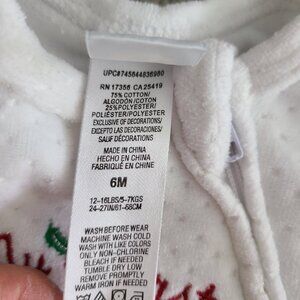 UPC#745644836980
RN 17356 CA25419
75% COTTON/
ALGODÓN/COTON
25% POLYESTER/
POLIÉSTER/POLYESTER
EXCLUSIVE OF DECORATIONS/
EXCEPTO LAS DECORACIONES/
SAUF DÉCORATIONS
MADE IN CHINA
HECHO EN CHINA
FABRIQUÉ EN CHINE
6M
12-16LBS/5-7KGS
24-27IN/61-68CM
WASH BEFORE WEAR
MACHINE WASH COLD
WASH WITH LIKE COLORS
ONLY NON-CHLORINE
BLEACH IF NEEDED
TUMBLE DRY LOW
REMOVE PROMPTLY
WARM IRON IF NEEDED